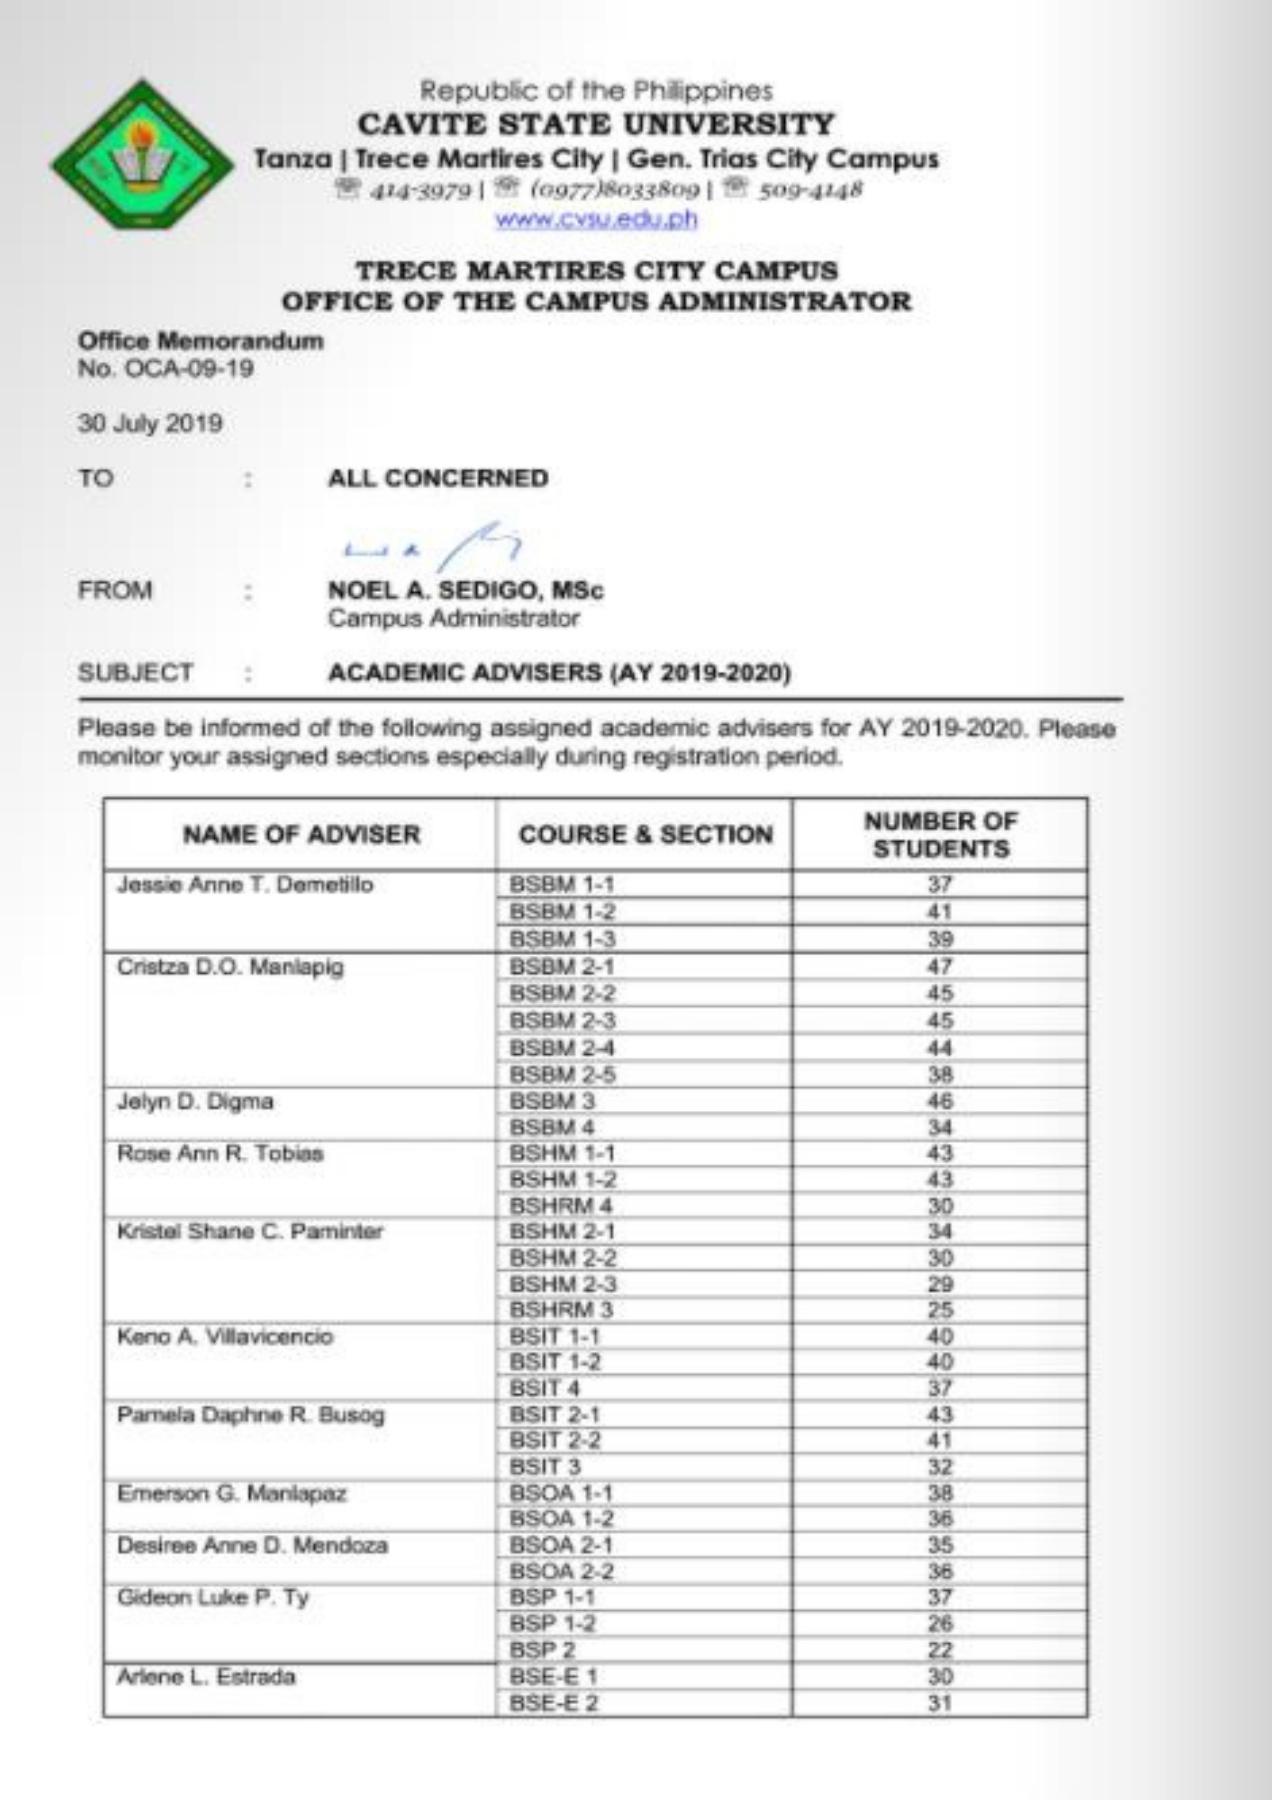 Republic of the Philippines
CAVITE STATE UNIVERSITY
Tanza | Trece Martires City | Gen. Trias City Campus
☏ 414-3979 | ☏ (0977)8033809 | ☏ 509-4148
www.cvsu.edu.ph
TRECE MARTIRES CITY CAMPUS
OFFICE OF THE CAMPUS ADMINISTRATOR
Office Memorandum
No. OCA-09-19
30 July 2019
TO : ALL CONCERNED
FROM : NOEL A. SEDIGO, MSc
Campus Administrator
SUBJECT : ACADEMIC ADVISERS (AY 2019-2020)
Please be informed of the following assigned academic advisers for AY 2019-2020. Please
monitor your assigned sections especially during registration period.
NAME OF ADVISER COURSE & SECTION NUMBER OF STUDENTS
Jessie Anne T. Demetillo BSBM 1-1 37
BSBM 1-2 41
BSBM 1-3 39
Cristza D.O. Manlapig BSBM 2-1 47
BSBM 2-2 45
BSBM 2-3 45
BSBM 2-4 44
BSBM 2-5 38
Jelyn D. Digma BSBM 3 46
BSBM 4 34
Rose Ann R. Tobias BSHM 1-1 43
BSHM 1-2 43
BSHRM 4 30
Kristel Shane C. Paminter BSHM 2-1 34
BSHM 2-2 30
BSHM 2-3 29
BSHRM 3 25
Keno A. Villavicencio BSIT 1-1 40
BSIT 1-2 40
BSIT 4 37
Pamela Daphne R. Busog BSIT 2-1 43
BSIT 2-2 41
BSIT 3 32
Emerson G. Manlapaz BSOA 1-1 38
BSOA 1-2 36
Desiree Anne D. Mendoza BSOA 2-1 35
BSOA 2-2 36
Gideon Luke P. Ty BSP 1-1 37
BSP 1-2 26
BSP 2 22
Arlene L. Estrada BSE-E 1 30
BSE-E 2 31